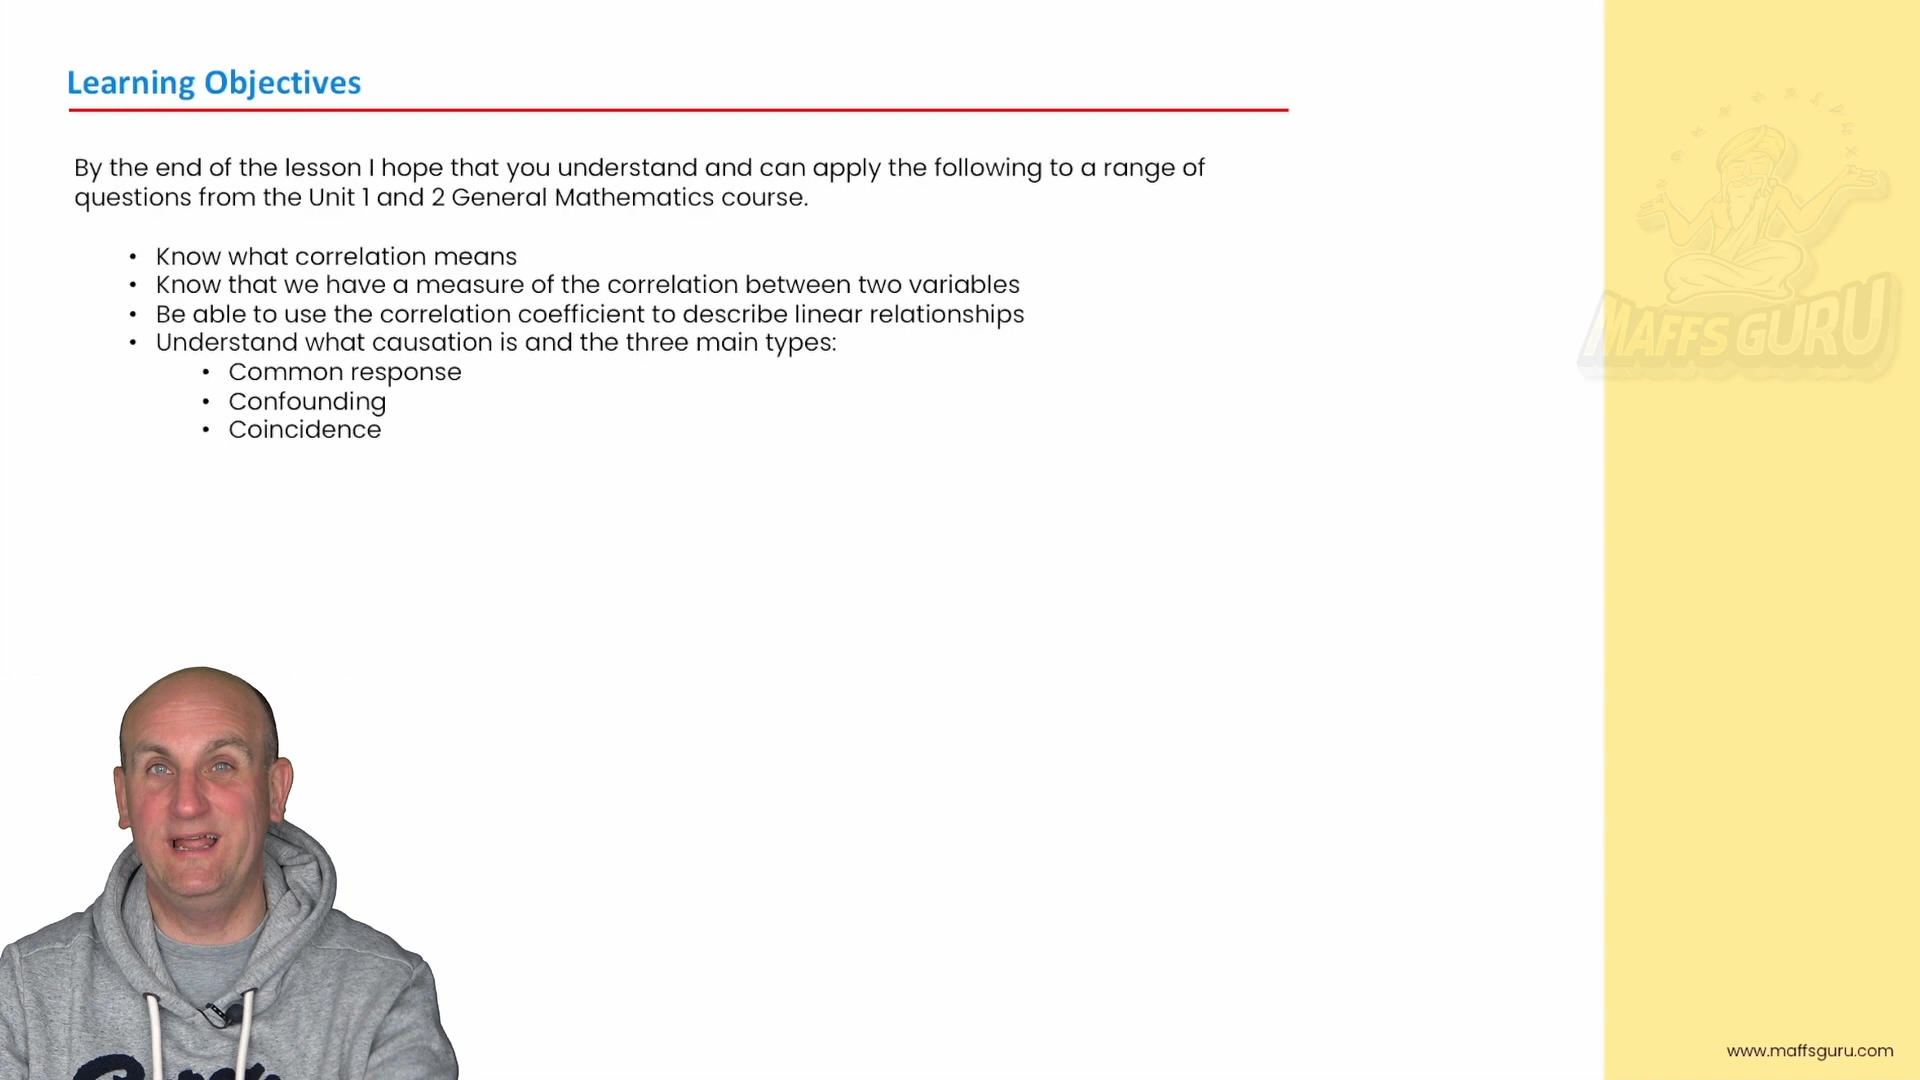 Learning Objectives
By the end of the lesson I hope that you understand and can apply the following to a range of
questions from the Unit 1 and 2 General Mathematics course.
• Know what correlation means
• Know that we have a measure of the correlation between two variables
• Be able to use the correlation coefficient to describe linear relationships
• Understand what causation is and the three main types:
• Common response
• Confounding
• Coincidence
MAFFS GURU
www.maffsguru.com